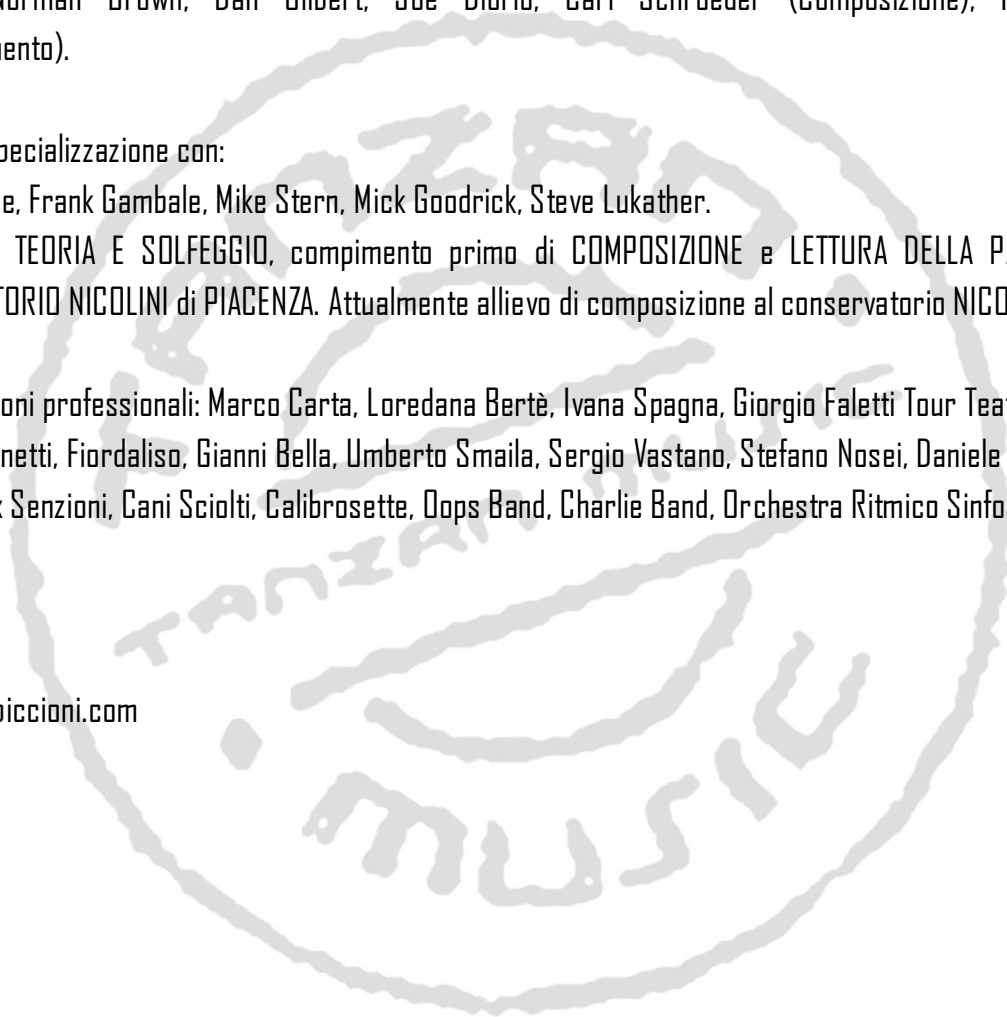 Norman Brown, Dan Gilbert, Joe Diorio, Carl Schroeder (Composizione),
mento).
pecializzazione con:
e, Frank Gambale, Mike Stern, Mick Goodrick, Steve Lukather.
TEORIA E SOLFEGGIO, compimento primo di COMPOSIZIONE e LETTURA DELLA
TORIO NICOLINI di PIACENZA. Attualmente allievo di composizione al conservatorio NICO
oni professionali: Marco Carta, Loredana Bertè, Ivana Spagna, Giorgio Faletti Tour Tea
netti, Fiordaliso, Gianni Bella, Umberto Smaila, Sergio Vastano, Stefano Nosei, Daniele
x Senzioni, Cani Sciolti, Calibrosette, Oops Band, Charlie Band, Orchestra Ritmico Sinfo
TANZAN MUSIC
piccioni.com
MUSIC